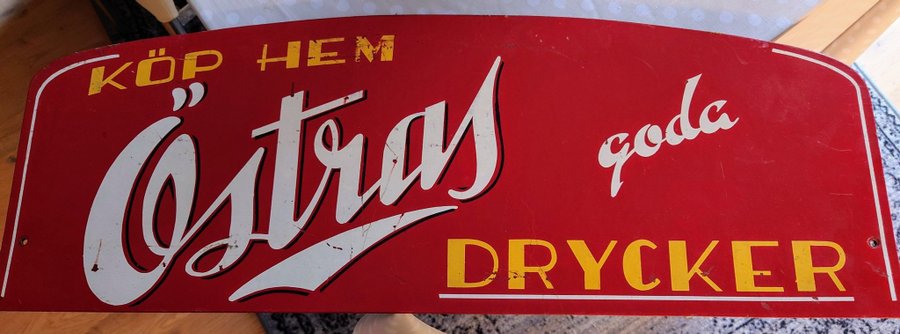 KÖP HEM
Östras goda
DRYCKER